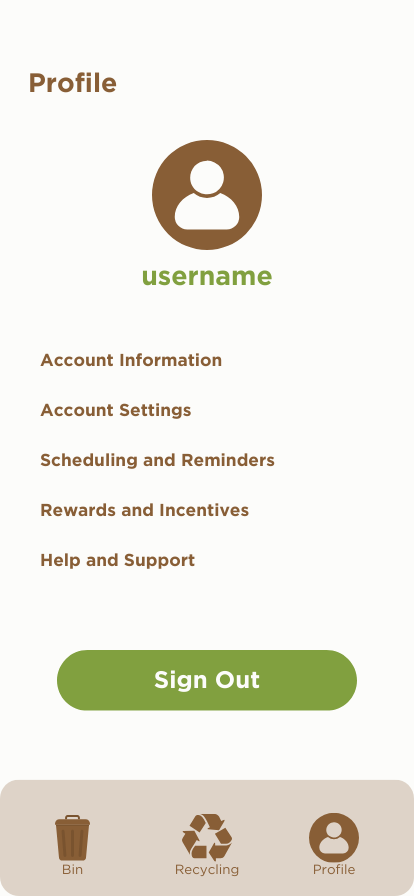 Profile
username
Account Information
Account Settings
Scheduling and Reminders
Rewards and Incentives
Help and Support
Sign Out
Bin
Recycling
Profile